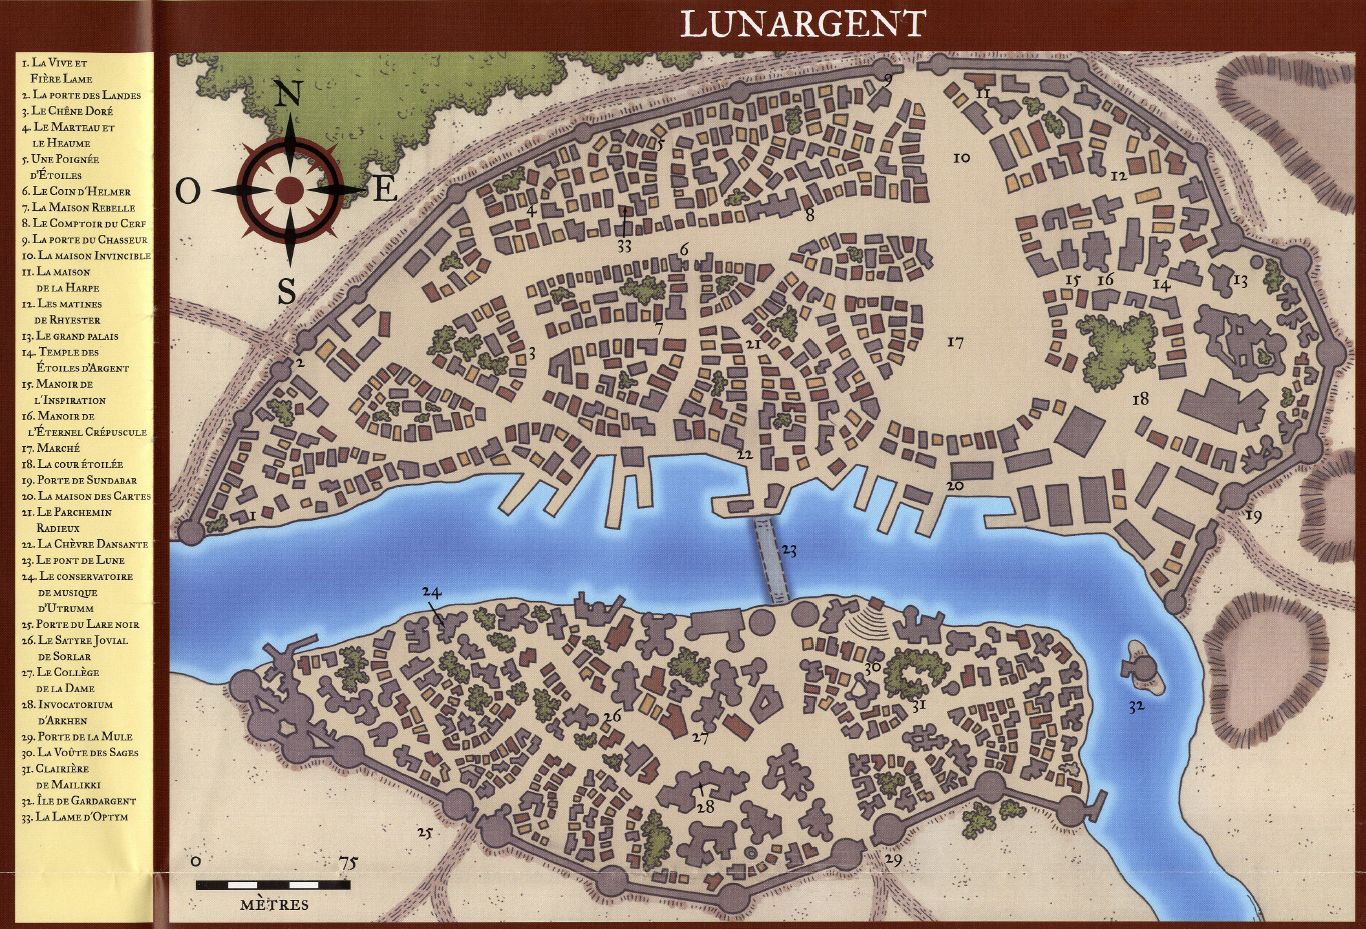 LUNARGENT
1. La Vive et
Fière Lame
2. La porte des Landes
3. Le Chêne Doré
4. Le Marteau et
le Heaume
5. Une Poignée
d'Étoiles
6. Le Coin d'Helmer
7. La Maison Rebelle
8. Le Comptoir du Cerf
9. La porte du Chasseur
10. La maison Invincible
11. La maison
de la Harpe
12. Les matines
de Rhyester
13. Le grand palais
14. Temple des
Étoiles d'Argent
15. Manoir de
l'Inspiration
16. Manoir de
l'Éternel Crépuscule
17. Marché
18. La cour étoilée
19. Porte de Sundabar
20. La maison des Cartes
21. Le Parchemin
Radieux
22. La Chèvre Dansante
23. Le pont de Lune
24. Le conservatoire
de musique
d'Utrumm
25. Porte du Lare noir
26. Le Satyre Jovial
de Sorlar
27. Le Collège
de la Dame
28. Invocatorium
d'Arkhen
29. Porte de la Mule
30. La Voûte des Sages
31. Clairière
de Mailikki
32. Île de Gardargent
33. La Lame d'Optym
N
O
E
S
9
11
10
5
12
4
8
33
6
15
16
14
13
7
21
17
3
2
18
22
20
1
19
23
24
30
31
32
26
27
28
25
29
0
75
MÈTRES